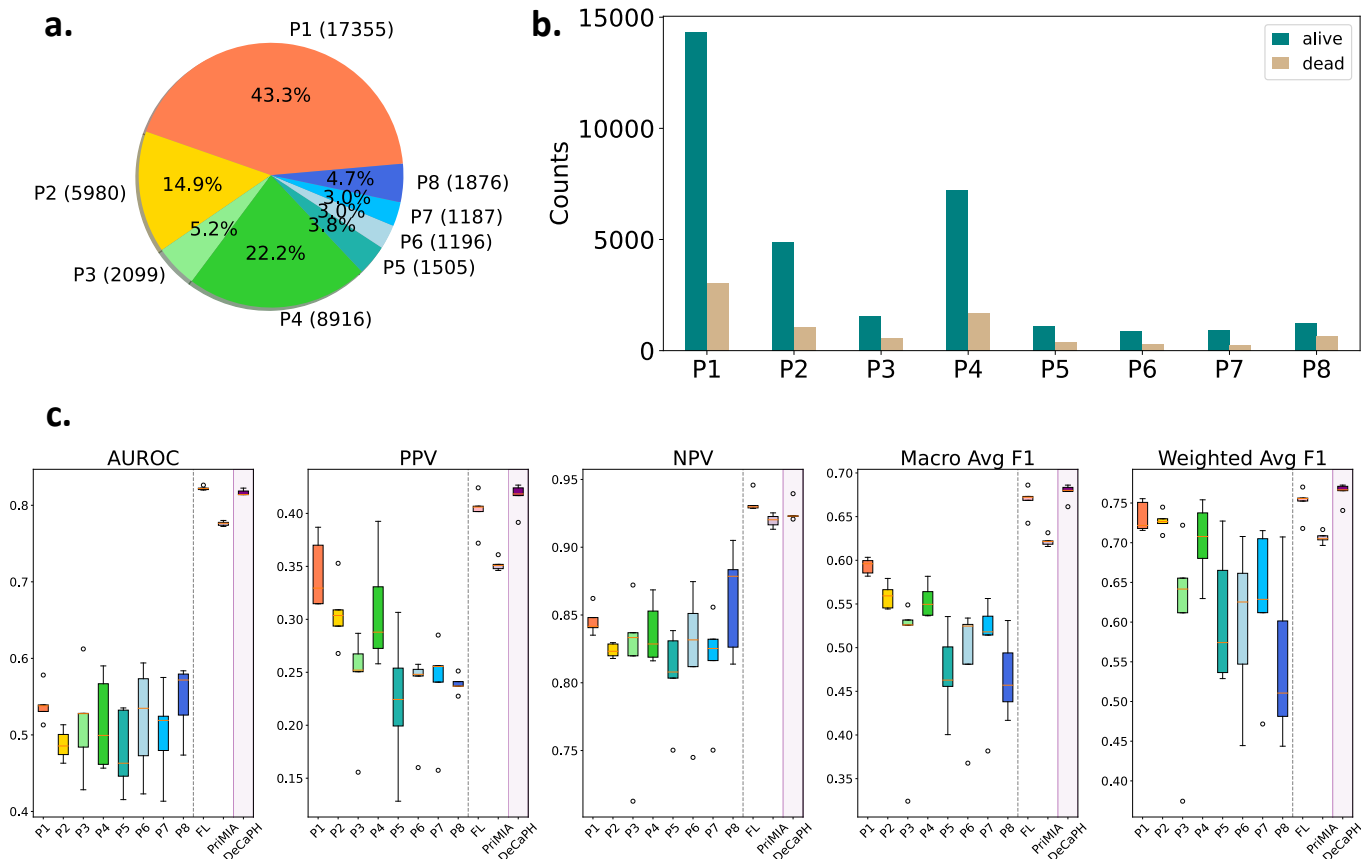 a.
P1 (17355)
43.3%
P2 (5980)
14.9%
P3 (2099)
5.2%
P4 (8916)
22.2%
P5 (1505)
3.8%
P6 (1196)
3.0%
P7 (1187)
3.0%
P8 (1876)
4.7%
b.
alive
dead
Counts
15000
10000
5000
0
P1 P2 P3 P4 P5 P6 P7 P8
c.
AUROC
0.8
0.7
0.6
0.5
0.4
P1 P2 P3 P4 P5 P6 P7 P8 FL PriMIA DeCaPH
PPV
0.40
0.35
0.30
0.25
0.20
0.15
P1 P2 P3 P4 P5 P6 P7 P8 FL PriMIA DeCaPH
NPV
0.95
0.90
0.85
0.80
0.75
P1 P2 P3 P4 P5 P6 P7 P8 FL PriMIA DeCaPH
Macro Avg F1
0.70
0.65
0.60
0.55
0.50
0.45
0.40
0.35
P1 P2 P3 P4 P5 P6 P7 P8 FL PriMIA DeCaPH
Weighted Avg F1
0.75
0.70
0.65
0.60
0.55
0.50
0.45
0.40
P1 P2 P3 P4 P5 P6 P7 P8 FL PriMIA DeCaPH